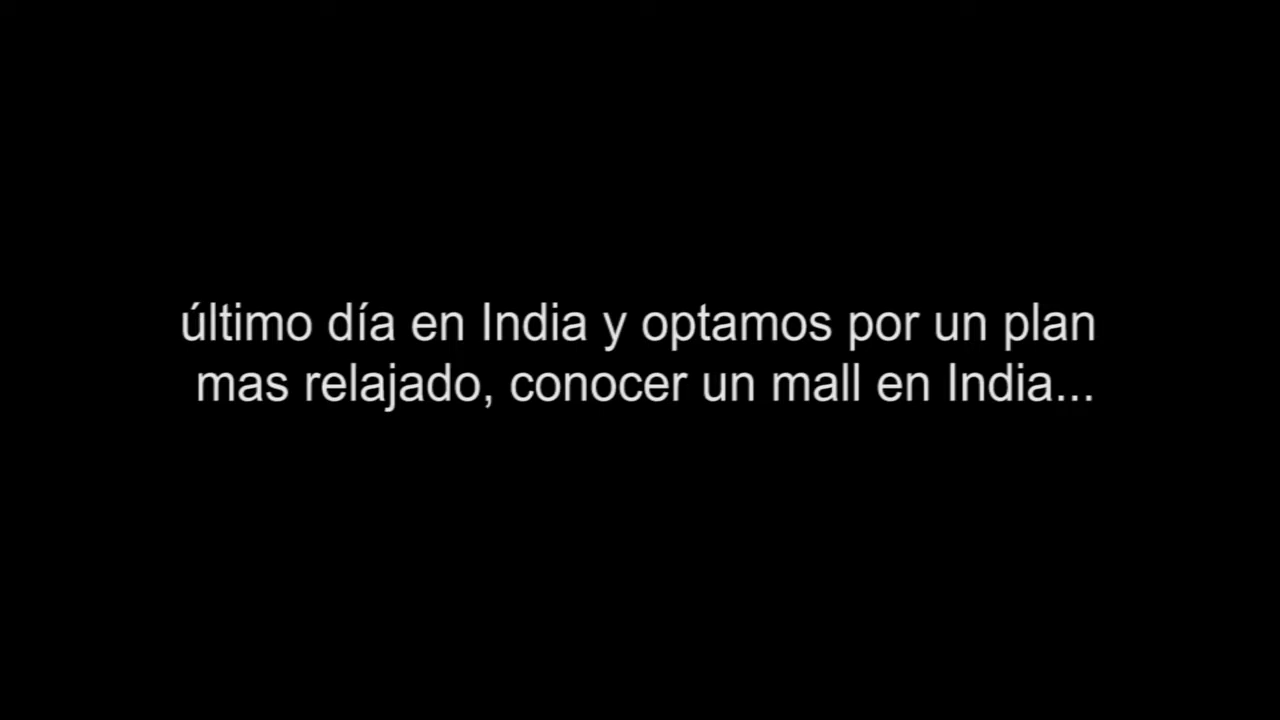 último día en India y optamos por un plan
mas relajado, conocer un mall en India...